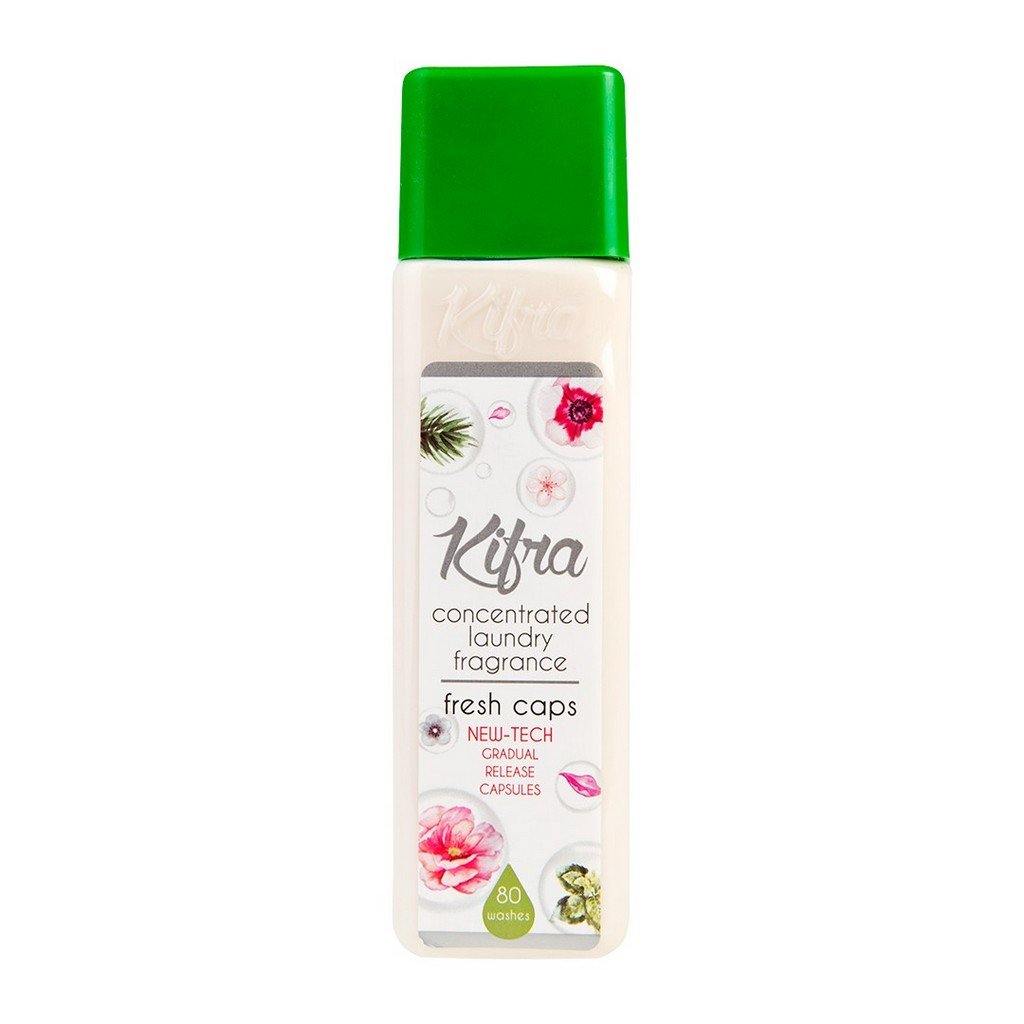 Kifra
Kifra
concentrated
laundry
fragrance
fresh caps
NEW-TECH
GRADUAL
RELEASE
CAPSULES
80
washes